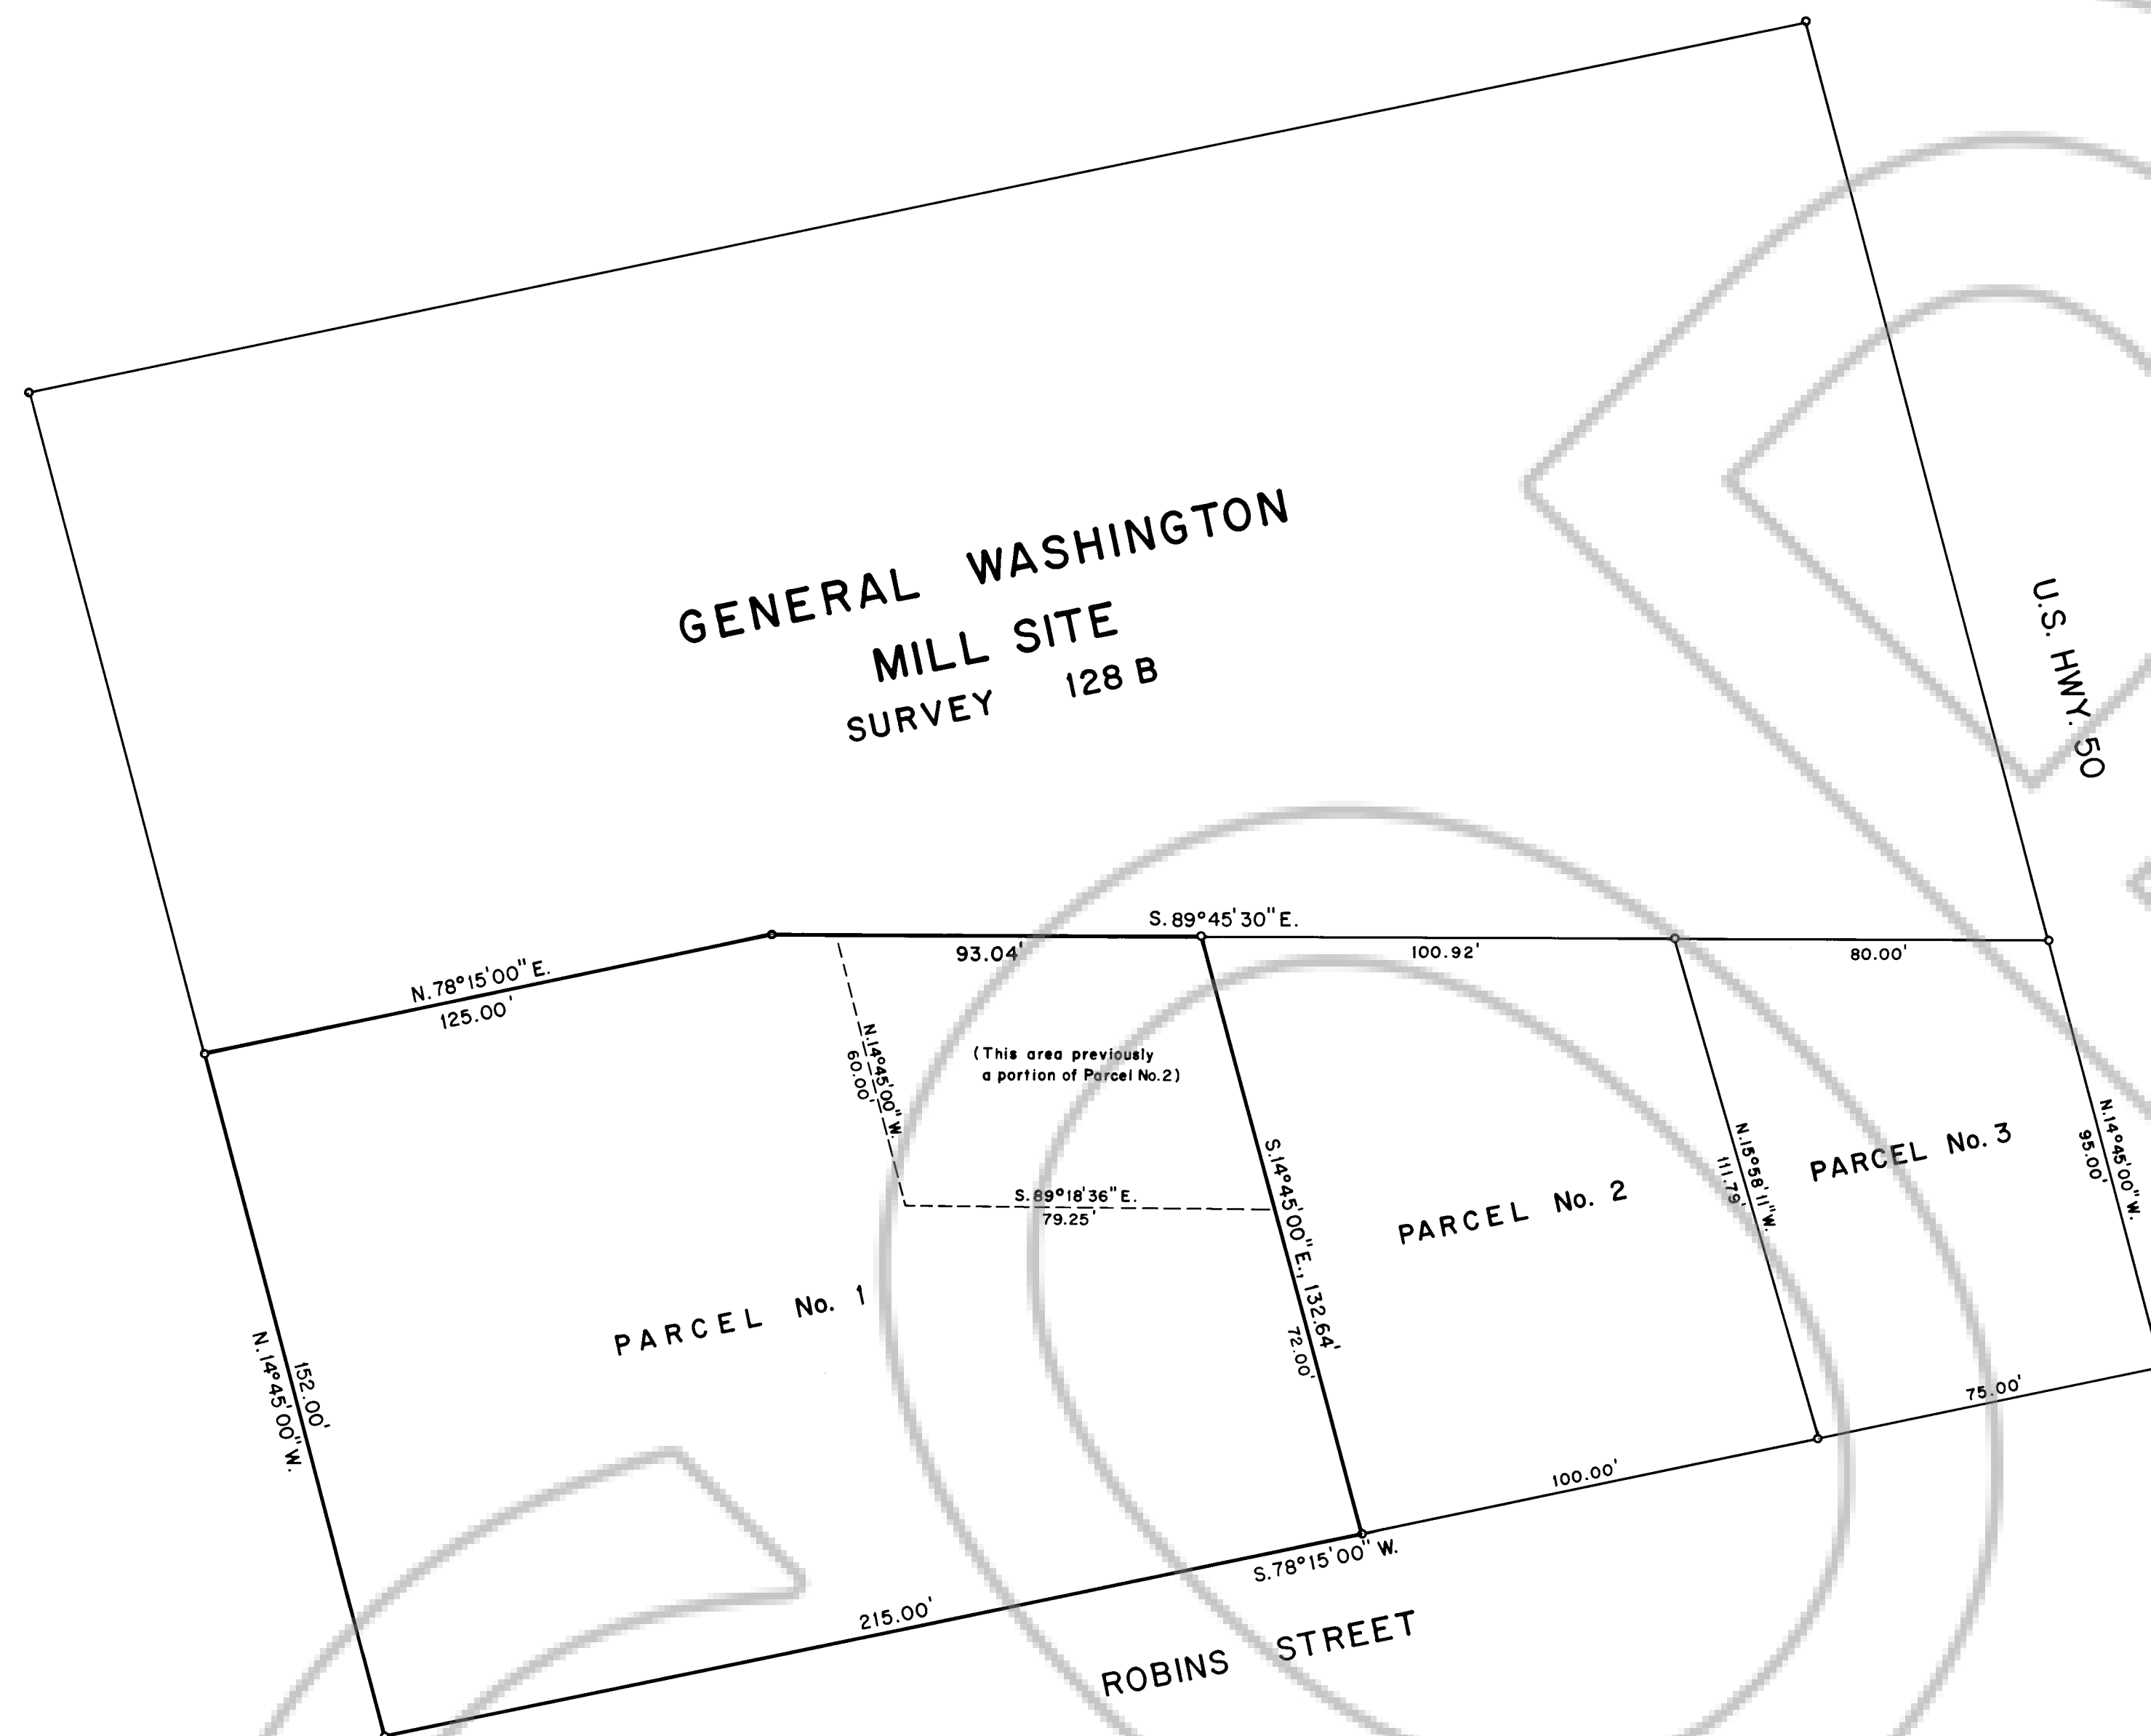 GENERAL WASHINGTON
MILL SITE
SURVEY 128 B
U.S. HWY. 50
S. 89°45'30" E.
93.04'
100.92'
80.00'
N. 78°15'00" E.
125.00'
N. 14°45'00" W.
60.00'
(This area previously
a portion of Parcel No. 2)
S. 89°18'36" E.
79.25'
S. 14°45'00" E., 132.64'
72.00'
PARCEL No. 1
PARCEL No. 2
PARCEL No. 3
N. 15°58'11" W.
111.79'
N. 14°45'00" W.
95.00'
152.00'
N. 14°45'00" W.
75.00'
100.00'
S. 78°15'00" W.
215.00'
ROBINS STREET